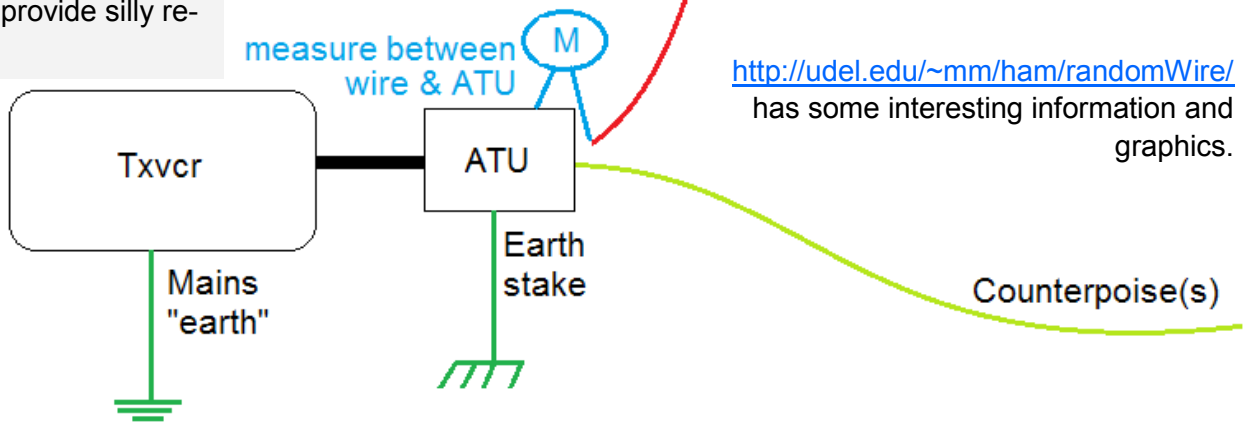 provide silly re-
measure between
wire & ATU
M
http://udel.edu/~mm/ham/randomWire/
has some interesting information and
graphics.
Txvcr
ATU
Earth
stake
Mains
"earth"
Counterpoise(s)